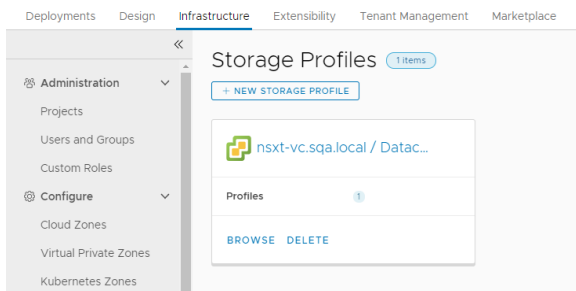 Deployments Design Infrastructure Extensibility Tenant Management Marketplace
Administration
Projects
Users and Groups
Custom Roles
Configure
Cloud Zones
Virtual Private Zones
Kubernetes Zones
Storage Profiles 1 items
+ NEW STORAGE PROFILE
nsxt-vc.sqa.local / Datac...
Profiles 1
BROWSE DELETE